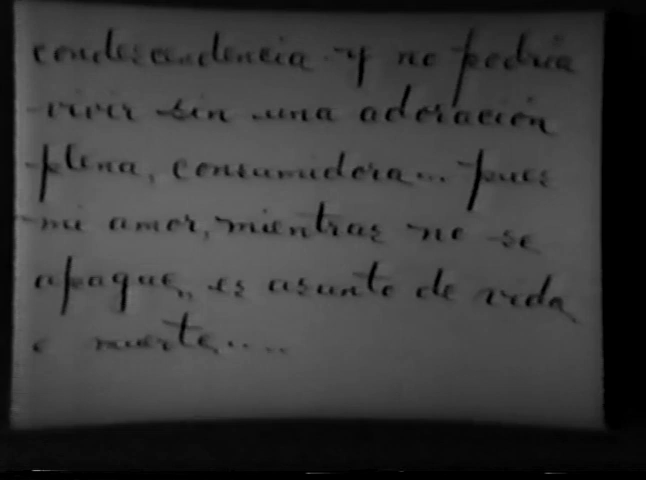 condescendencia y no podría
vivir sin una adoración
plena, consumidora... pues
mi amor, mientras no se
apague, es asunto de vida
o muerte....